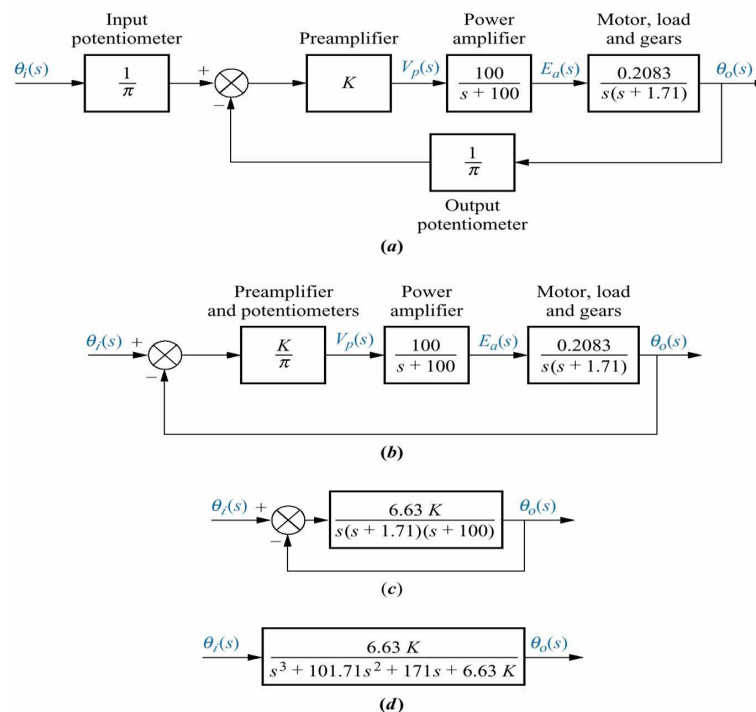 Input
potentiometer
Preamplifier
Power
amplifier
Motor, load
and gears
θi(s)
1/π
+
−
K
Vp(s)
100/(s + 100)
Ea(s)
0.2083/(s(s + 1.71))
θo(s)
1/π
Output
potentiometer
(a)
Preamplifier
and potentiometers
Power
amplifier
Motor, load
and gears
θi(s)
+
−
K/π
Vp(s)
100/(s + 100)
Ea(s)
0.2083/(s(s + 1.71))
θo(s)
(b)
θi(s)
+
−
6.63 K/(s(s + 1.71)(s + 100))
θo(s)
(c)
θi(s)
6.63 K/(s³ + 101.71s² + 171s + 6.63 K)
θo(s)
(d)